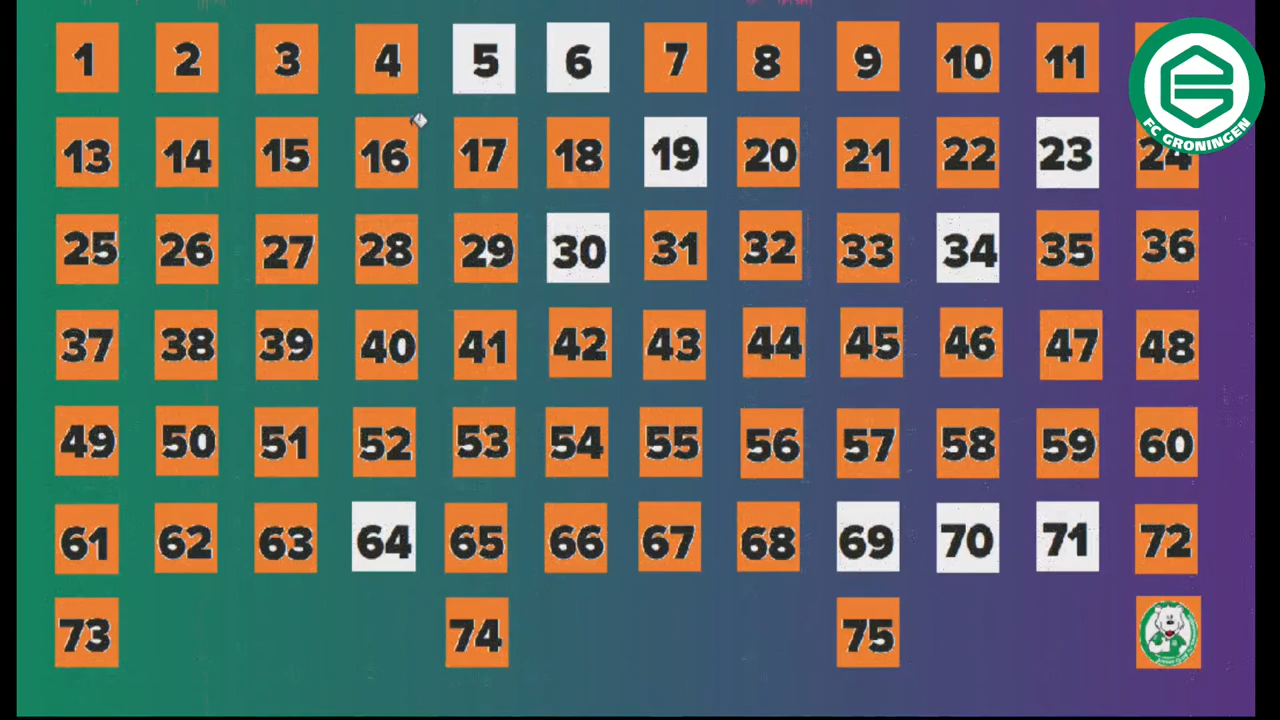 1 2 3 4 5 6 7 8 9 10 11
13 14 15 16 17 18 19 20 21 22 23 24
FC GRONINGEN
25 26 27 28 29 30 31 32 33 34 35 36
37 38 39 40 41 42 43 44 45 46 47 48
49 50 51 52 53 54 55 56 57 58 59 60
61 62 63 64 65 66 67 68 69 70 71 72
73 74 75